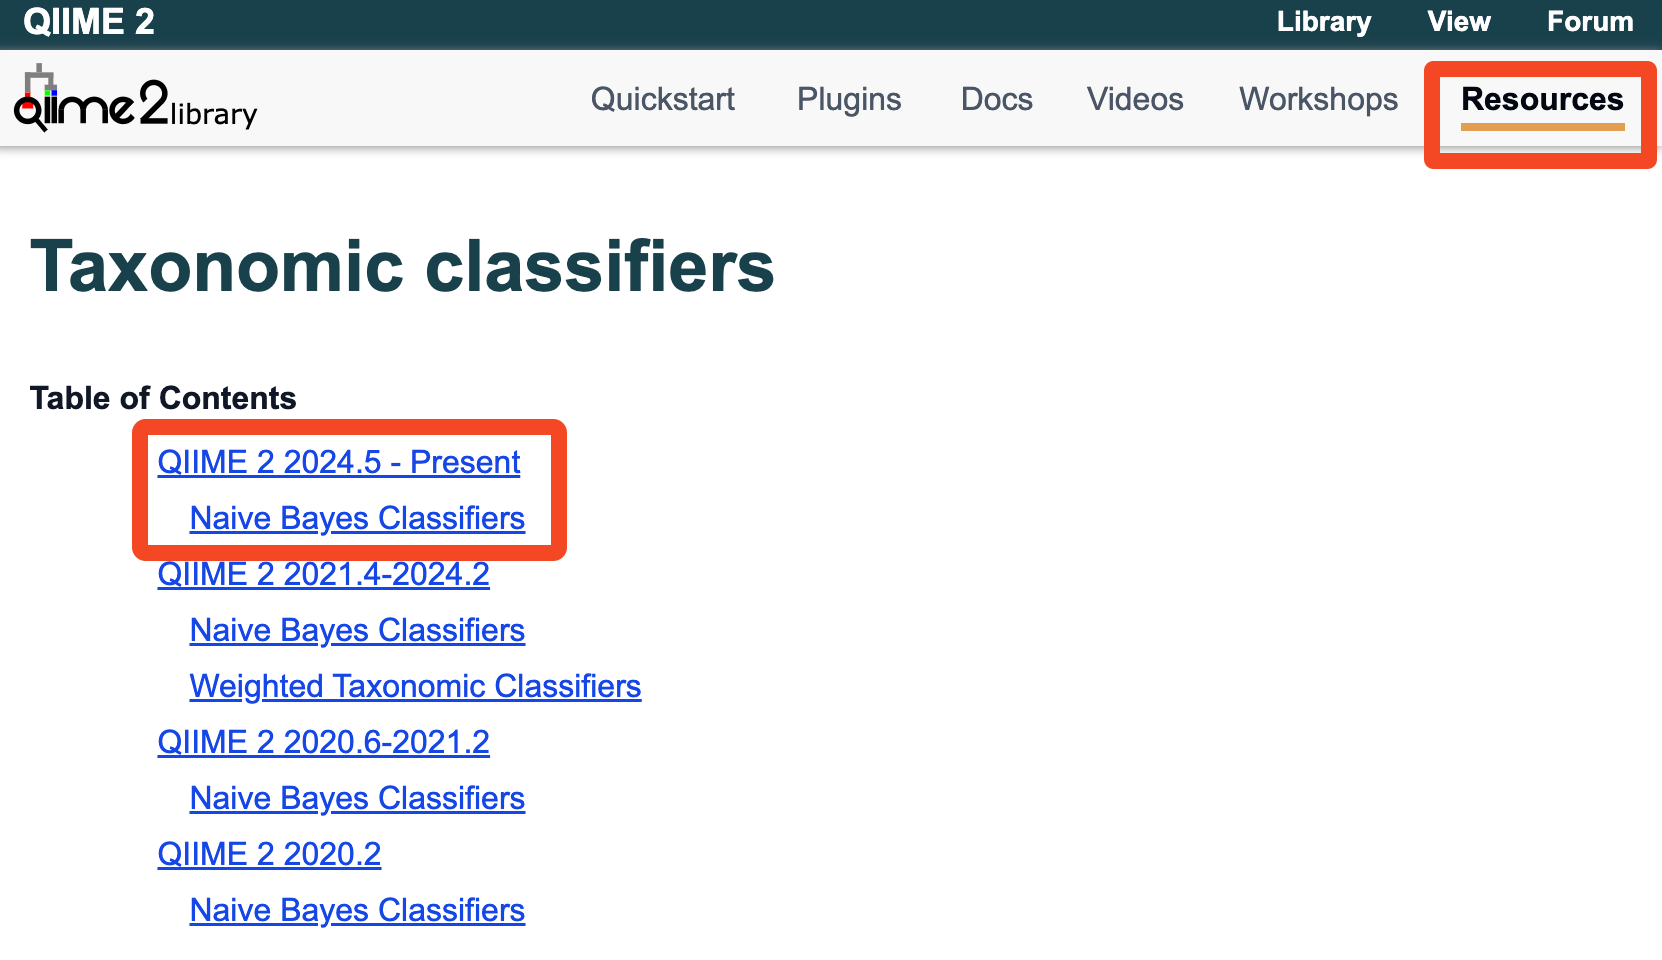 QIIME 2 Library View Forum
qiime2library Quickstart Plugins Docs Videos Workshops Resources
Taxonomic classifiers
Table of Contents
QIIME 2 2024.5 - Present
Naive Bayes Classifiers
QIIME 2 2021.4-2024.2
Naive Bayes Classifiers
Weighted Taxonomic Classifiers
QIIME 2 2020.6-2021.2
Naive Bayes Classifiers
QIIME 2 2020.2
Naive Bayes Classifiers